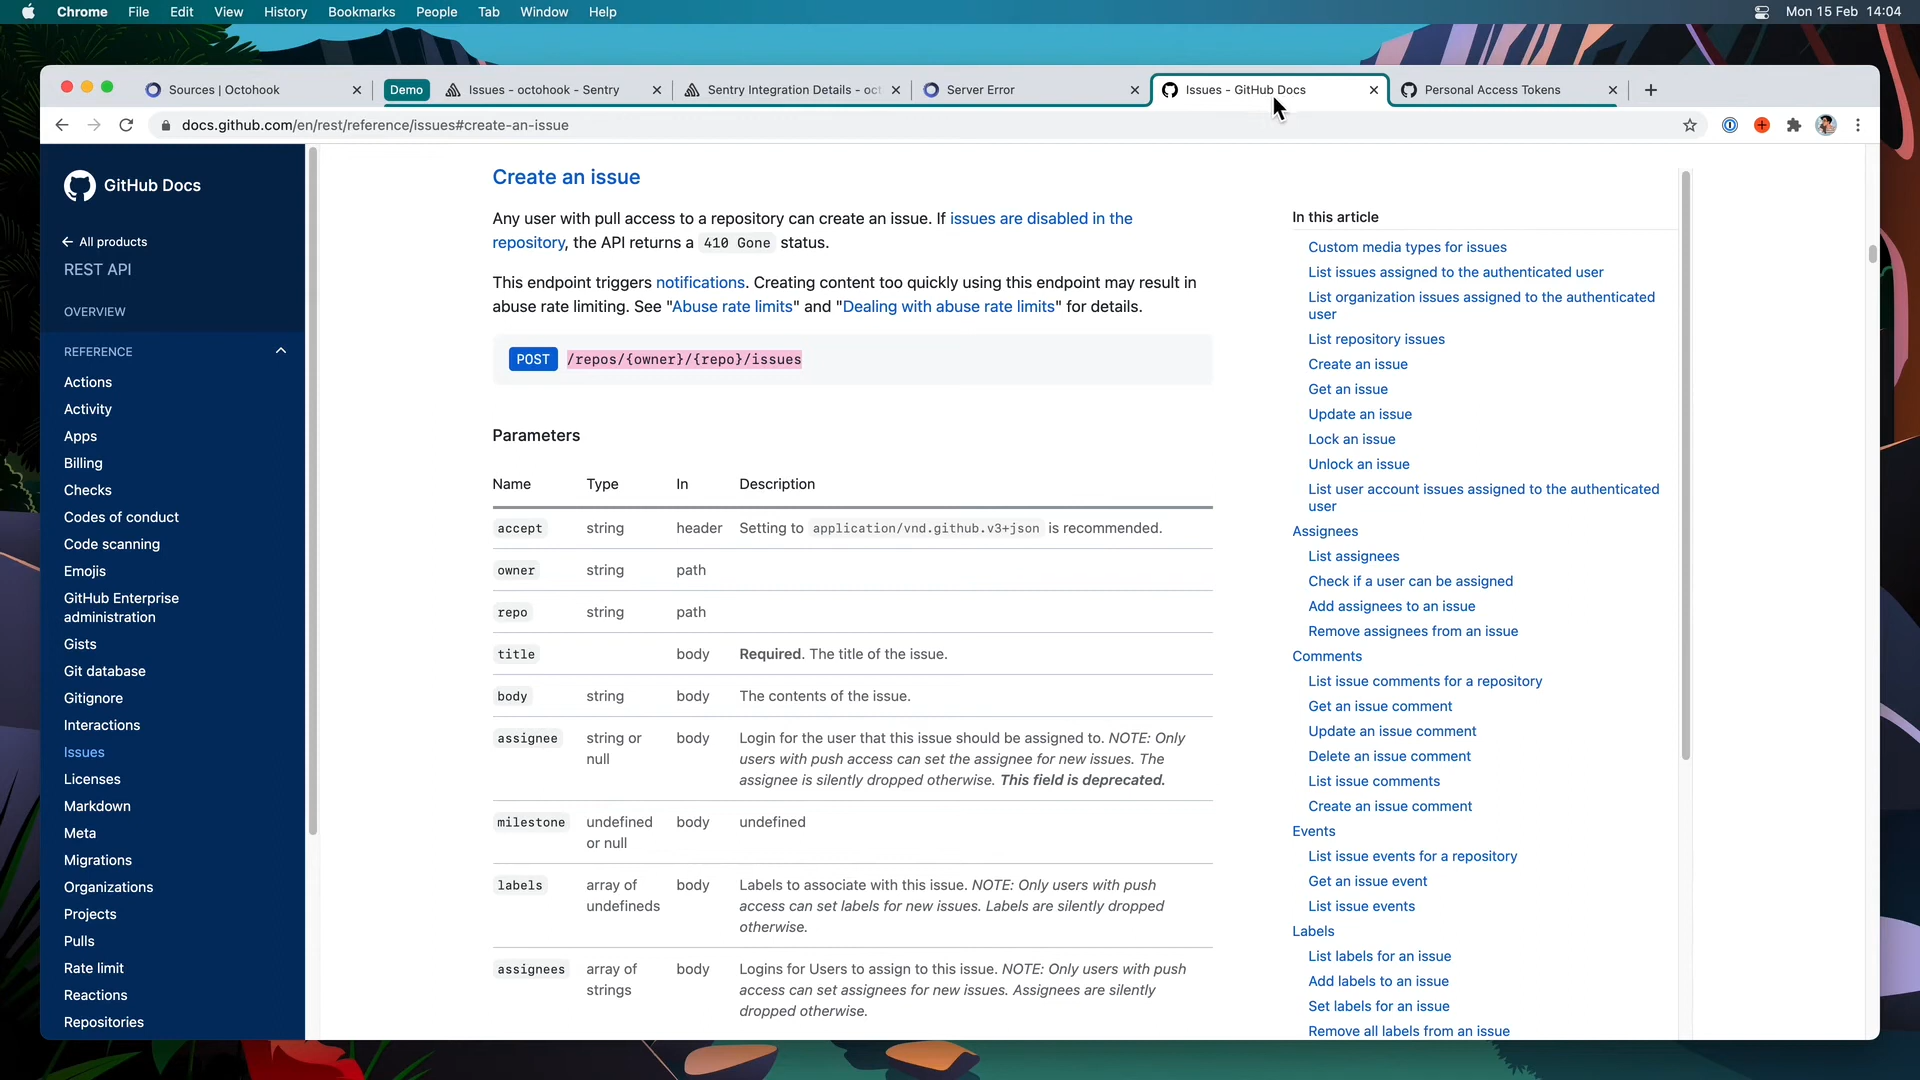 Chrome File Edit View History Bookmarks People Tab Window Help
Mon 15 Feb 14:04
Sources | Octohook
Demo
Issues - octohook - Sentry
Sentry Integration Details - oct
Server Error
Issues - GitHub Docs
Personal Access Tokens
docs.github.com/en/rest/reference/issues#create-an-issue
GitHub Docs
All products
REST API
OVERVIEW
REFERENCE
Actions
Activity
Apps
Billing
Checks
Codes of conduct
Code scanning
Emojis
GitHub Enterprise
administration
Gists
Git database
Gitignore
Interactions
Issues
Licenses
Markdown
Meta
Migrations
Organizations
Projects
Pulls
Rate limit
Reactions
Repositories
Create an issue
Any user with pull access to a repository can create an issue. If issues are disabled in the
repository, the API returns a 410 Gone status.
This endpoint triggers notifications. Creating content too quickly using this endpoint may result in
abuse rate limiting. See "Abuse rate limits" and "Dealing with abuse rate limits" for details.
POST /repos/{owner}/{repo}/issues
Parameters
Name Type In Description
accept string header Setting to application/vnd.github.v3+json is recommended.
owner string path
repo string path
title body Required. The title of the issue.
body string body The contents of the issue.
assignee string or body Login for the user that this issue should be assigned to. NOTE: Only
null users with push access can set the assignee for new issues. The
assignee is silently dropped otherwise. This field is deprecated.
milestone undefined body undefined
or null
labels array of body Labels to associate with this issue. NOTE: Only users with push
undefineds access can set labels for new issues. Labels are silently dropped
otherwise.
assignees array of body Logins for Users to assign to this issue. NOTE: Only users with push
strings access can set assignees for new issues. Assignees are silently
dropped otherwise.
In this article
Custom media types for issues
List issues assigned to the authenticated user
List organization issues assigned to the authenticated
user
List repository issues
Create an issue
Get an issue
Update an issue
Lock an issue
Unlock an issue
List user account issues assigned to the authenticated
user
Assignees
List assignees
Check if a user can be assigned
Add assignees to an issue
Remove assignees from an issue
Comments
List issue comments for a repository
Get an issue comment
Update an issue comment
Delete an issue comment
List issue comments
Create an issue comment
Events
List issue events for a repository
Get an issue event
List issue events
Labels
List labels for an issue
Add labels to an issue
Set labels for an issue
Remove all labels from an issue